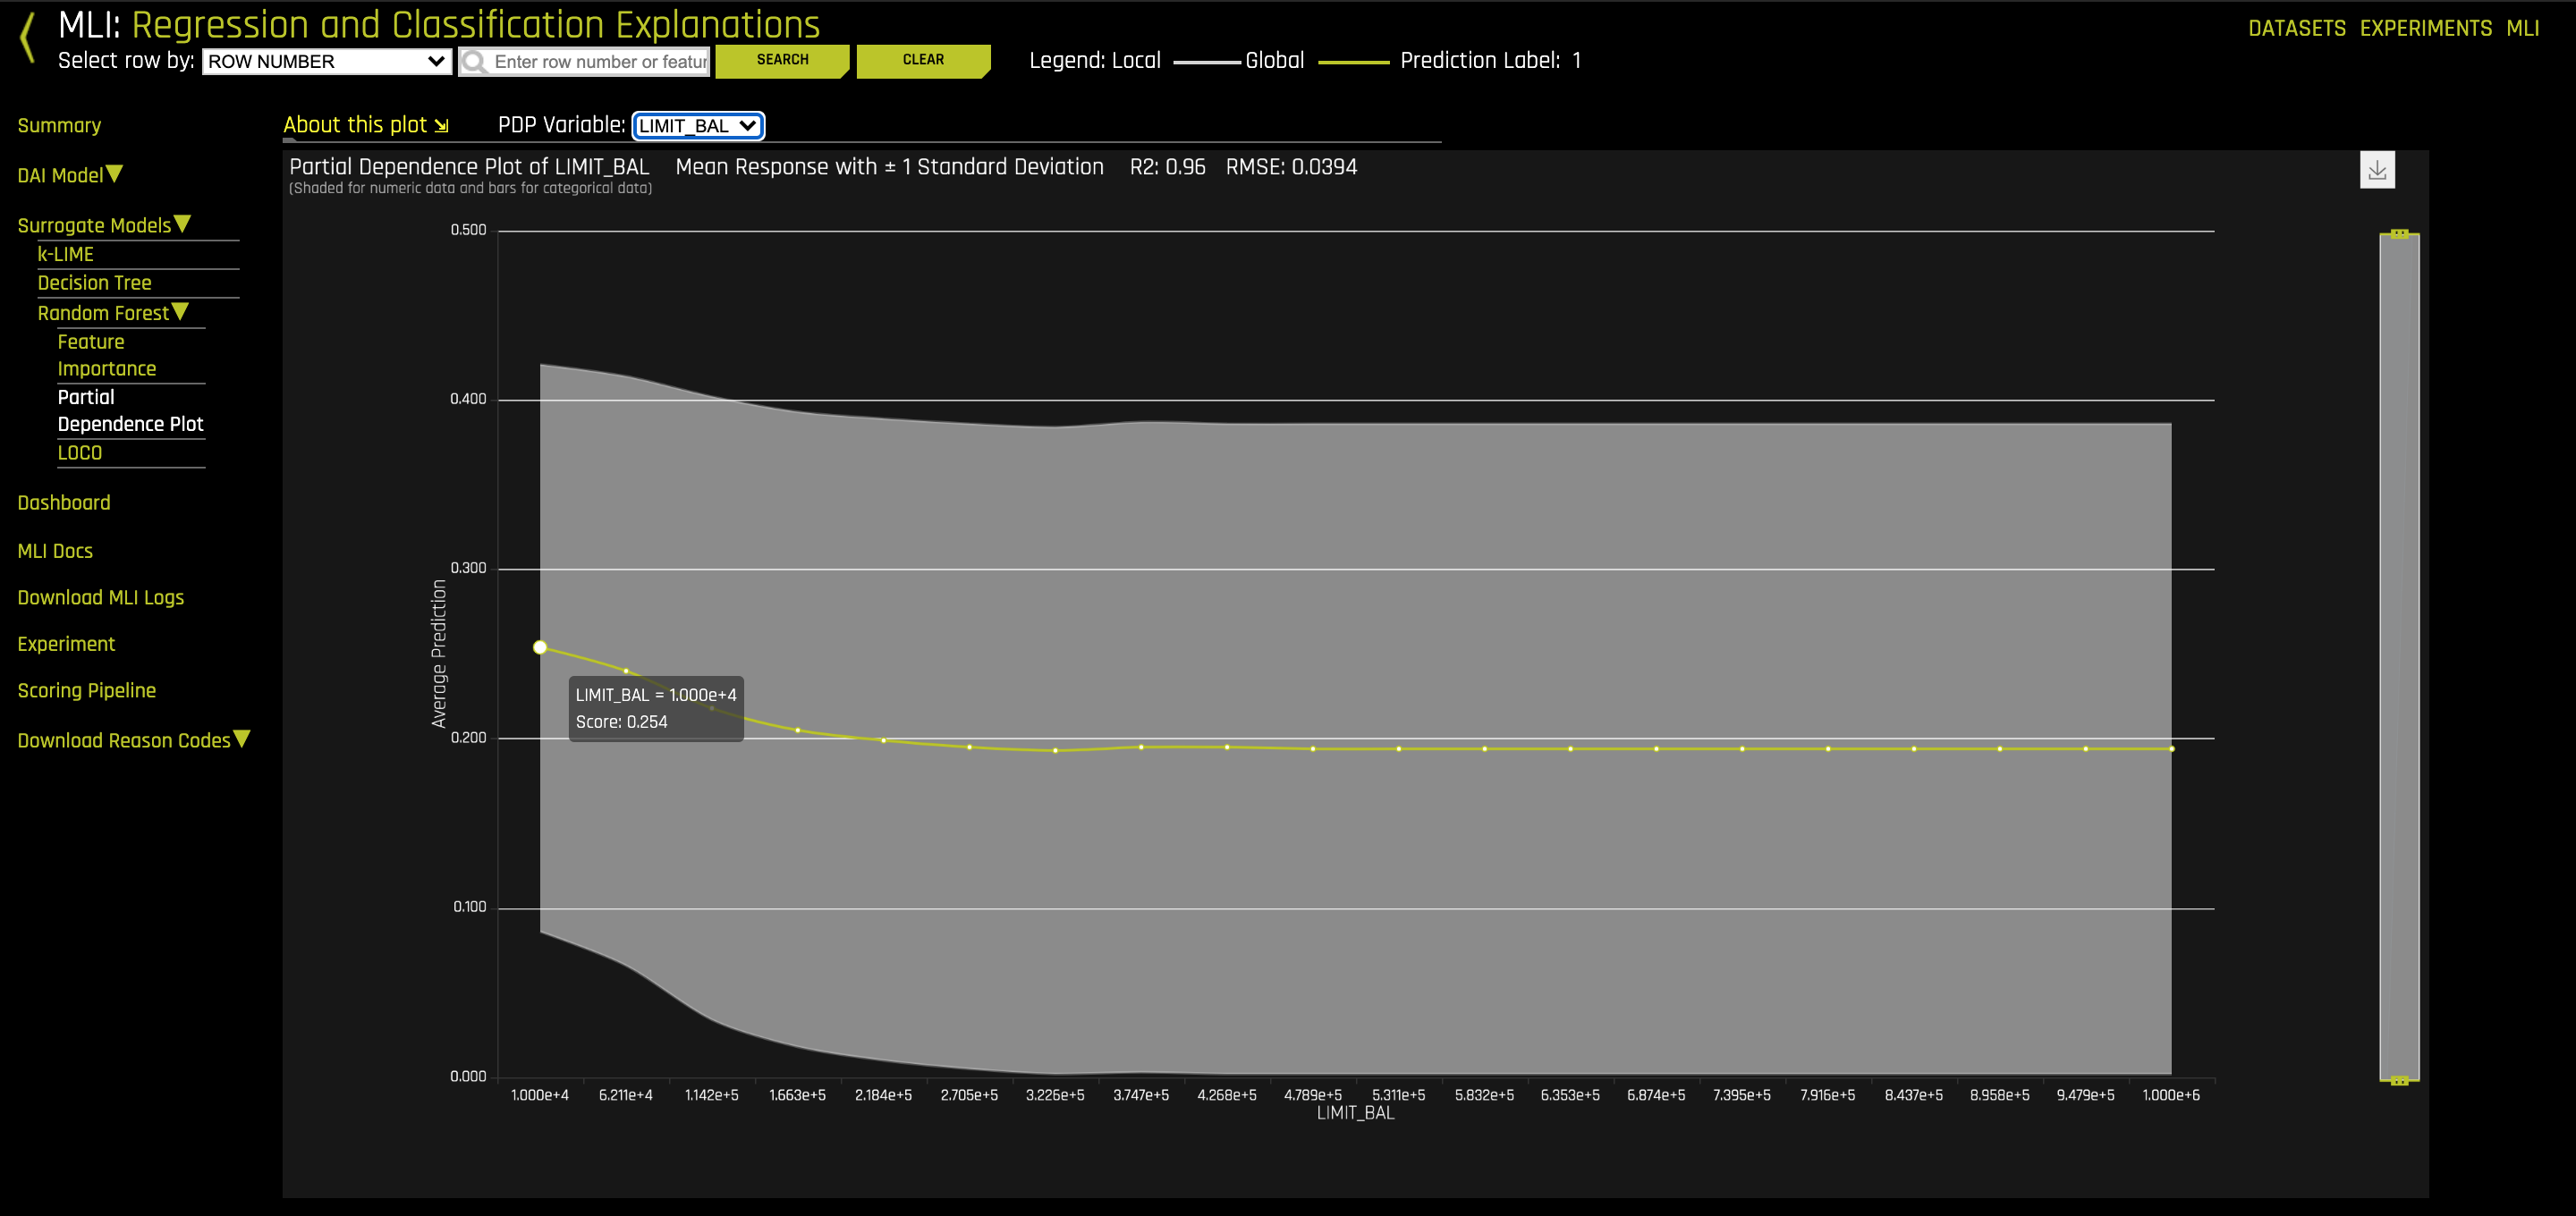 MLI: Regression and Classification Explanations
DATASETS EXPERIMENTS MLI
Select row by: ROW NUMBER Enter row number or featur SEARCH CLEAR Legend: Local Global Prediction Label: 1
Summary
DAI Model
Surrogate Models
k-LIME
Decision Tree
Random Forest
Feature
Importance
Partial
Dependence Plot
LOCO
Dashboard
MLI Docs
Download MLI Logs
Experiment
Scoring Pipeline
Download Reason Codes
About this plot PDP Variable: LIMIT_BAL
Partial Dependence Plot of LIMIT_BAL Mean Response with ± 1 Standard Deviation R2: 0.96 RMSE: 0.0394
(Shaded for numeric data and bars for categorical data)
0.500
0.400
0.300
0.200
0.100
0.000
Average Prediction
LIMIT_BAL = 1.000e+4
Score: 0.254
1.000e+4 6.211e+4 1.142e+5 1.663e+5 2.184e+5 2.705e+5 3.226e+5 3.747e+5 4.268e+5 4.789e+5 5.311e+5 5.832e+5 6.353e+5 6.874e+5 7.395e+5 7.916e+5 8.437e+5 8.958e+5 9.479e+5 1.000e+6
LIMIT_BAL